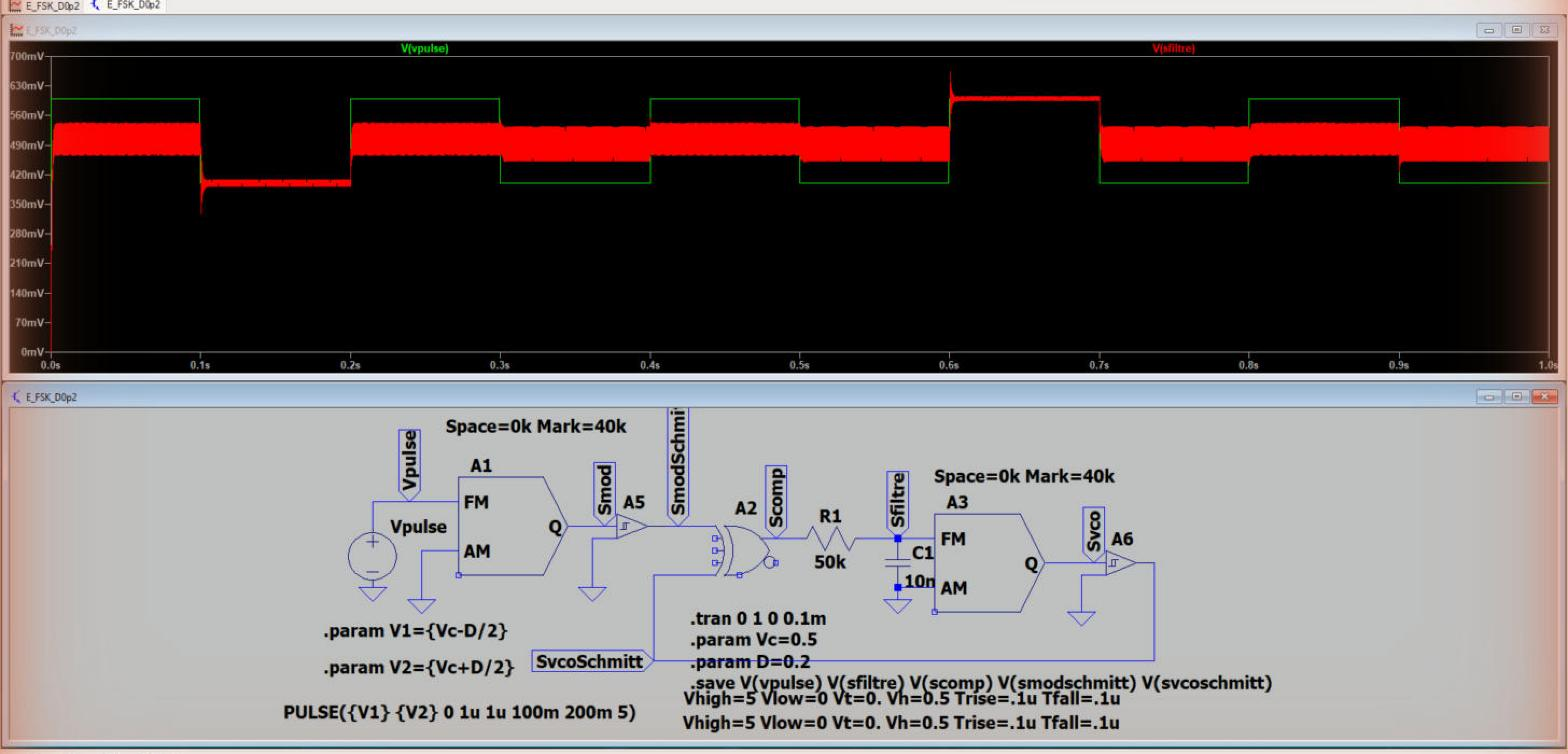 E_FSK_D0p2 E_FSK_D0p2
E_FSK_D0p2
V(vpulse) V(sfiltre)
700mV
630mV
560mV
490mV
420mV
350mV
280mV
210mV
140mV
70mV
0mV
0.0s 0.1s 0.2s 0.3s 0.4s 0.5s 0.6s 0.7s 0.8s 0.9s 1.0s
E_FSK_D0p2
Space=0k Mark=40k
Vpulse
A1
FM
AM
Q
Vpulse
Smod
A5
SmodSchmi
A2
Scomp
R1
50k
Sfiltre
C1
10n
Space=0k Mark=40k
A3
FM
AM
Q
Svco
A6
.param V1={Vc-D/2}
.param V2={Vc+D/2}
SvcoSchmitt
PULSE({V1} {V2} 0 1u 1u 100m 200m 5)
.tran 0 1 0 0.1m
.param Vc=0.5
.param D=0.2
.save V(vpulse) V(sfiltre) V(scomp) V(smodschmitt) V(svcoschmitt)
Vhigh=5 Vlow=0 Vt=0. Vh=0.5 Trise=.1u Tfall=.1u
Vhigh=5 Vlow=0 Vt=0. Vh=0.5 Trise=.1u Tfall=.1u